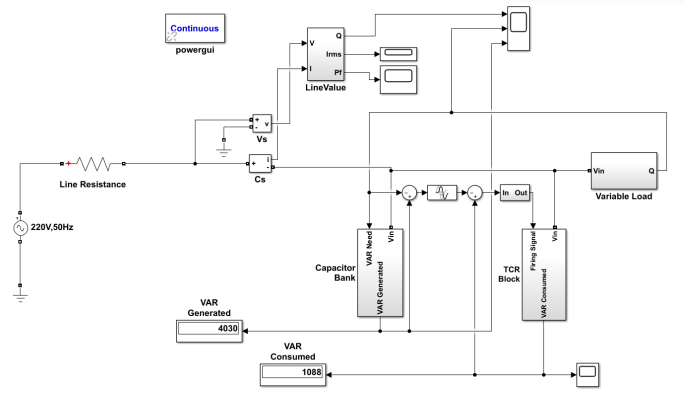 Continuous
powergui
V
I
Q
Irms
Pf
LineValue
+
-
v
Vs
+
i
-
Cs
+
Line Resistance
220V,50Hz
Vin
Q
Variable Load
-
+
-
+
In Out
VAR Need
Vin
VAR Generated
Capacitor
Bank
Firing Signal
Vin
VAR Consumed
TCR
Block
VAR
Generated
4030
VAR
Consumed
1088